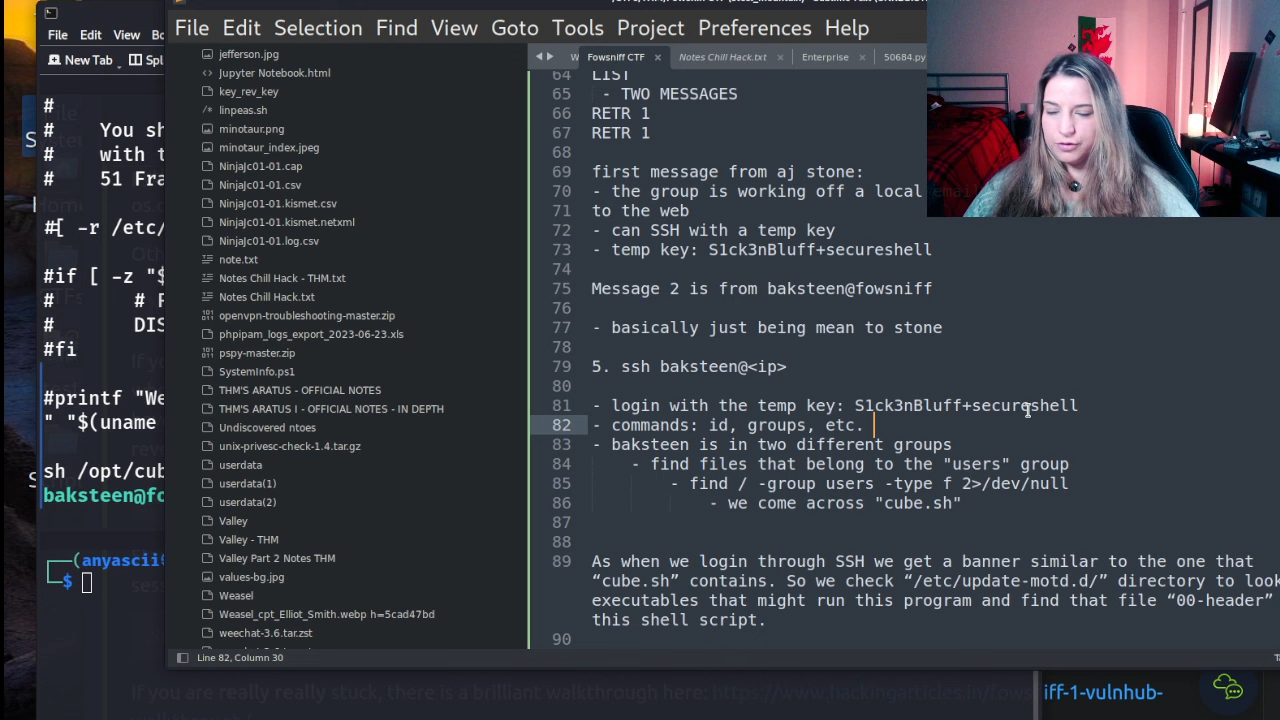 File Edit View Bo
New Tab Spl
#
# You sh
# with t
# 51 Fra
#[ -r /etc/
#if [ -z "$
# # F
# DIS
#fi
#printf "We
" "$(uname
sh /opt/cub
baksteen@fo
(anyascii
$
File Edit Selection Find View Goto Tools Project Preferences Help
jefferson.jpg
Jupyter Notebook.html
key_rev_key
linpeas.sh
minotaur.png
minotaur_index.jpeg
NinjaJc01-01.cap
NinjaJc01-01.csv
NinjaJc01-01.kismet.csv
NinjaJc01-01.kismet.netxml
NinjaJc01-01.log.csv
note.txt
Notes Chill Hack - THM.txt
Notes Chill Hack.txt
openvpn-troubleshooting-master.zip
phpipam_logs_export_2023-06-23.xls
pspy-master.zip
SystemInfo.ps1
THM'S ARATUS - OFFICIAL NOTES
THM'S ARATUS I - OFFICIAL NOTES - IN DEPTH
Undiscovered ntoes
unix-privesc-check-1.4.tar.gz
userdata
userdata(1)
userdata(2)
Valley
Valley - THM
Valley Part 2 Notes THM
values-bg.jpg
Weasel
Weasel_cpt_Elliot_Smith.webp h=5cad47bd
weechat-3.6.tar.zst
W Fowsniff CTF Notes Chill Hack.txt Enterprise 50684.py
64 LIST
65 - TWO MESSAGES
66 RETR 1
67 RETR 1
68
69 first message from aj stone:
70 - the group is working off a local
71 to the web
72 - can SSH with a temp key
73 - temp key: S1ck3nBluff+secureshell
74
75 Message 2 is from baksteen@fowsniff
76
77 - basically just being mean to stone
78
79 5. ssh baksteen@<ip>
80
81 - login with the temp key: S1ck3nBluff+secureshell
82 - commands: id, groups, etc.
83 - baksteen is in two different groups
84 - find files that belong to the "users" group
85 - find / -group users -type f 2>/dev/null
86 - we come across "cube.sh"
87
88
89 As when we login through SSH we get a banner similar to the one that
“cube.sh” contains. So we check “/etc/update-motd.d/” directory to look
executables that might run this program and find that file “00-header”
this shell script.
90
Line 82, Column 30
If you are really really stuck, there is a brilliant walkthrough here: https://www.hackingarticles.in/fows
iff-1-vulnhub-